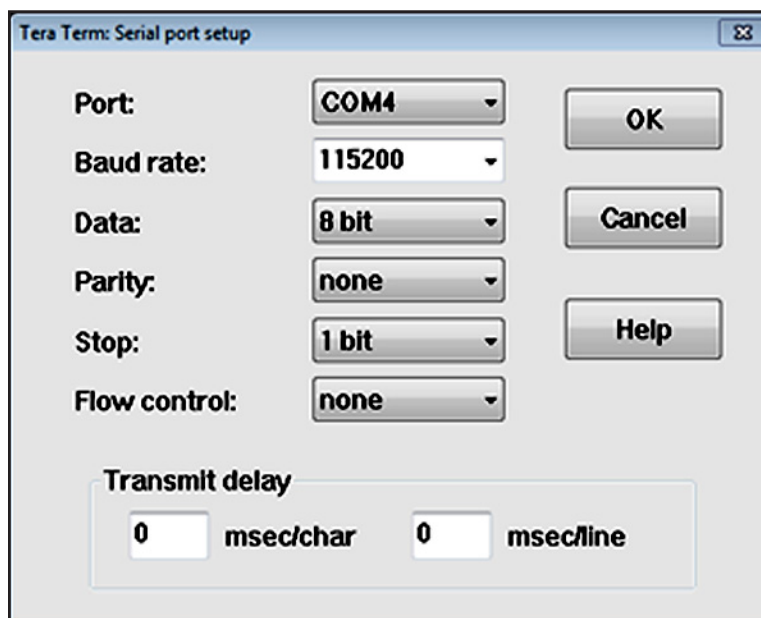 Tera Term: Serial port setup
Port: COM4 OK
Baud rate: 115200
Data: 8 bit Cancel
Parity: none
Stop: 1 bit Help
Flow control: none
Transmit delay
0 msec/char 0 msec/line